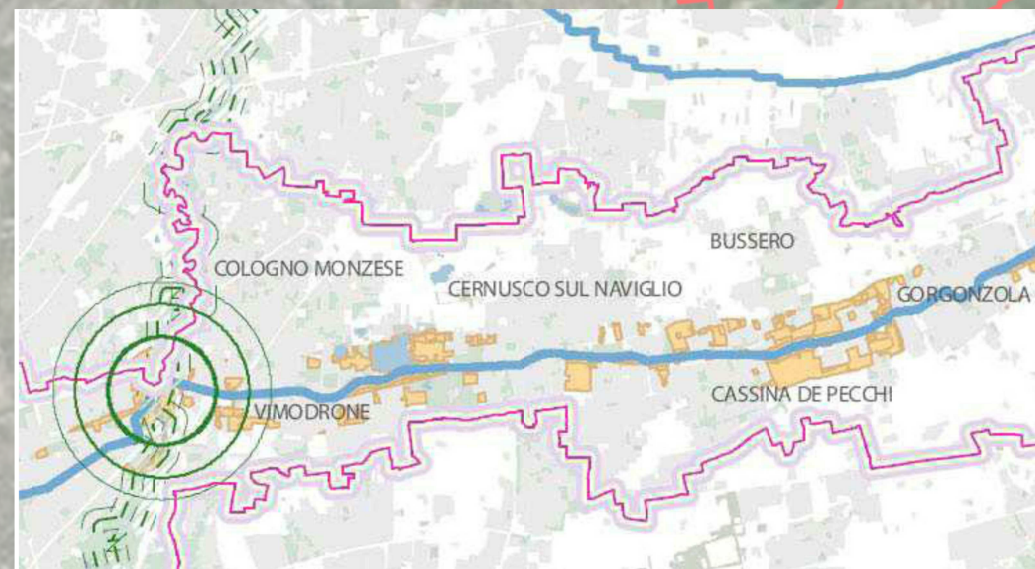 BUSSERO
COLOGNO MONZESE
CERNUSCO SUL NAVIGLIO
GORGONZOLA
CASSINA DE PECCHI
VIMODRONE